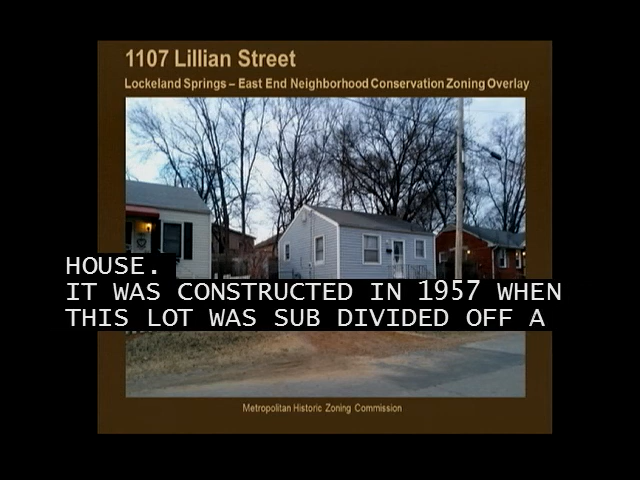 1107 Lillian Street
Lockeland Springs – East End Neighborhood Conservation Zoning Overlay
HOUSE.
IT WAS CONSTRUCTED IN 1957 WHEN
THIS LOT WAS SUB DIVIDED OFF A
Metropolitan Historic Zoning Commission